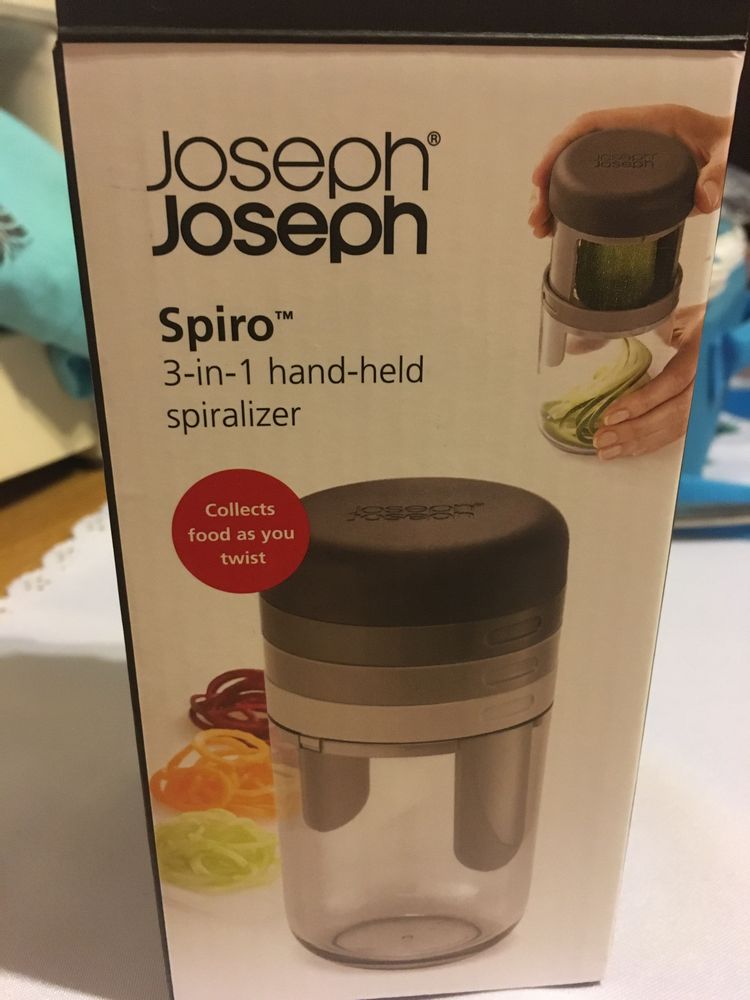 Joseph®
Joseph
Joseph
Joseph
Spiro™
3-in-1 hand-held
spiralizer
Collects
food as you
twist
Joseph®
Joseph